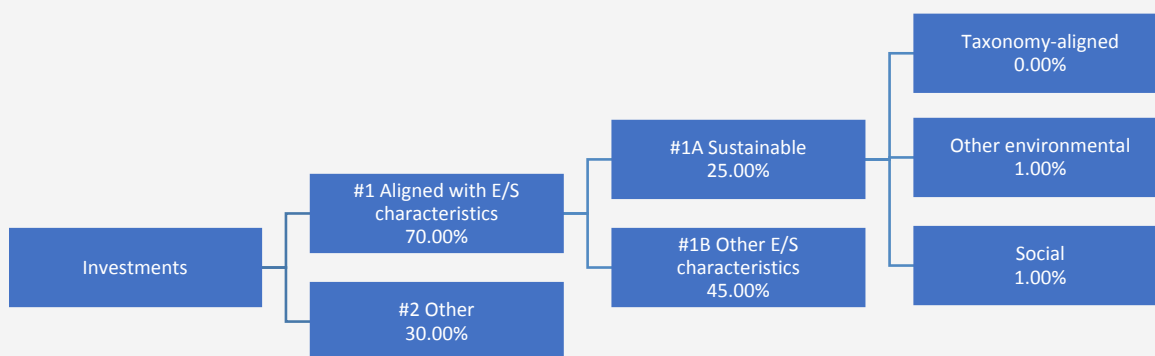 Investments
#1 Aligned with E/S
characteristics
70.00%
#2 Other
30.00%
#1A Sustainable
25.00%
#1B Other E/S
characteristics
45.00%
Taxonomy-aligned
0.00%
Other environmental
1.00%
Social
1.00%